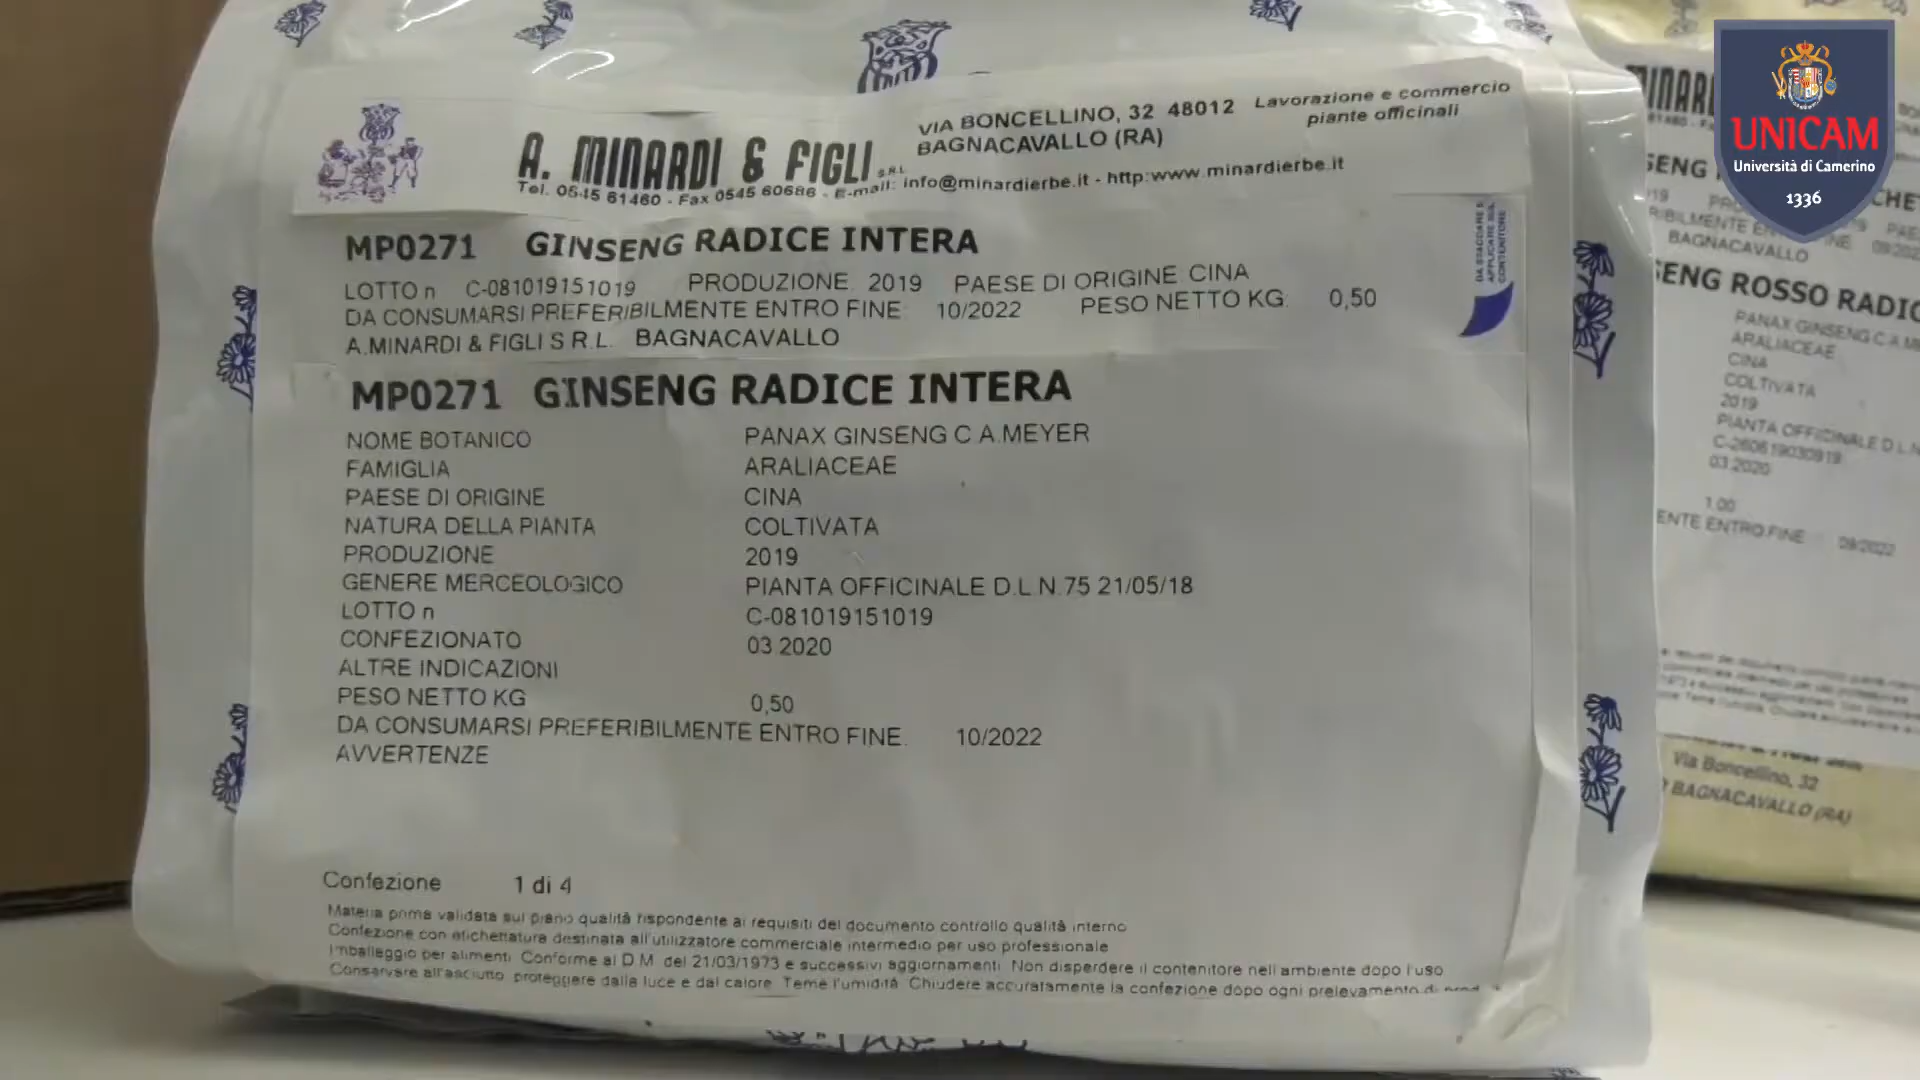 A. MINARDI & FIGLI S.R.L.
VIA BONCELLINO, 32 48012
BAGNACAVALLO (RA)
Lavorazione e commercio
piante officinali
Tel. 0545 61460 - Fax 0545 60686 - E-mail: info@minardierbe.it - http:www.minardierbe.it
MP0271 GINSENG RADICE INTERA
LOTTO n C-081019151019 PRODUZIONE 2019 PAESE DI ORIGINE CINA
DA CONSUMARSI PREFERIBILMENTE ENTRO FINE 10/2022 PESO NETTO KG. 0,50
A.MINARDI & FIGLI S R.L. BAGNACAVALLO
DA STACCARE E
APPLICARE SUL
CONTENITORE
MP0271 GINSENG RADICE INTERA
NOME BOTANICO PANAX GINSENG C.A.MEYER
FAMIGLIA ARALIACEAE
PAESE DI ORIGINE CINA
NATURA DELLA PIANTA COLTIVATA
PRODUZIONE 2019
GENERE MERCEOLOGICO PIANTA OFFICINALE D.L.N.75 21/05/18
LOTTO n C-081019151019
CONFEZIONATO 03 2020
ALTRE INDICAZIONI
PESO NETTO KG 0,50
DA CONSUMARSI PREFERIBILMENTE ENTRO FINE. 10/2022
AVVERTENZE
Confezione 1 di 4
Materia prima validata sul piano qualità rispondente ai requisiti del documento controllo qualità interno
Confezione con etichettatura destinata all'utilizzatore commerciale intermedio per uso professionale
Imballaggio per alimenti. Conforme al D.M. del 21/03/1973 e successivi aggiornamenti. Non disperdere il contenitore nell'ambiente dopo l'uso
Conservare all'asciutto, proteggere dalla luce e dal calore. Teme l'umidità. Chiudere accuratamente la confezione dopo ogni prelevamento di
UNICAM
Università di Camerino
1336
BAGNACAVALLO
SENG ROSSO RADIC
PANAX GINSENG C.A.ME
ARALIACEAE
CINA
COLTIVATA
2019
PIANTA OFFICINALE D.L.N
03 2020
1.00
ENTE ENTRO FINE 09/2022
Via Boncellino, 32
BAGNACAVALLO (RA)